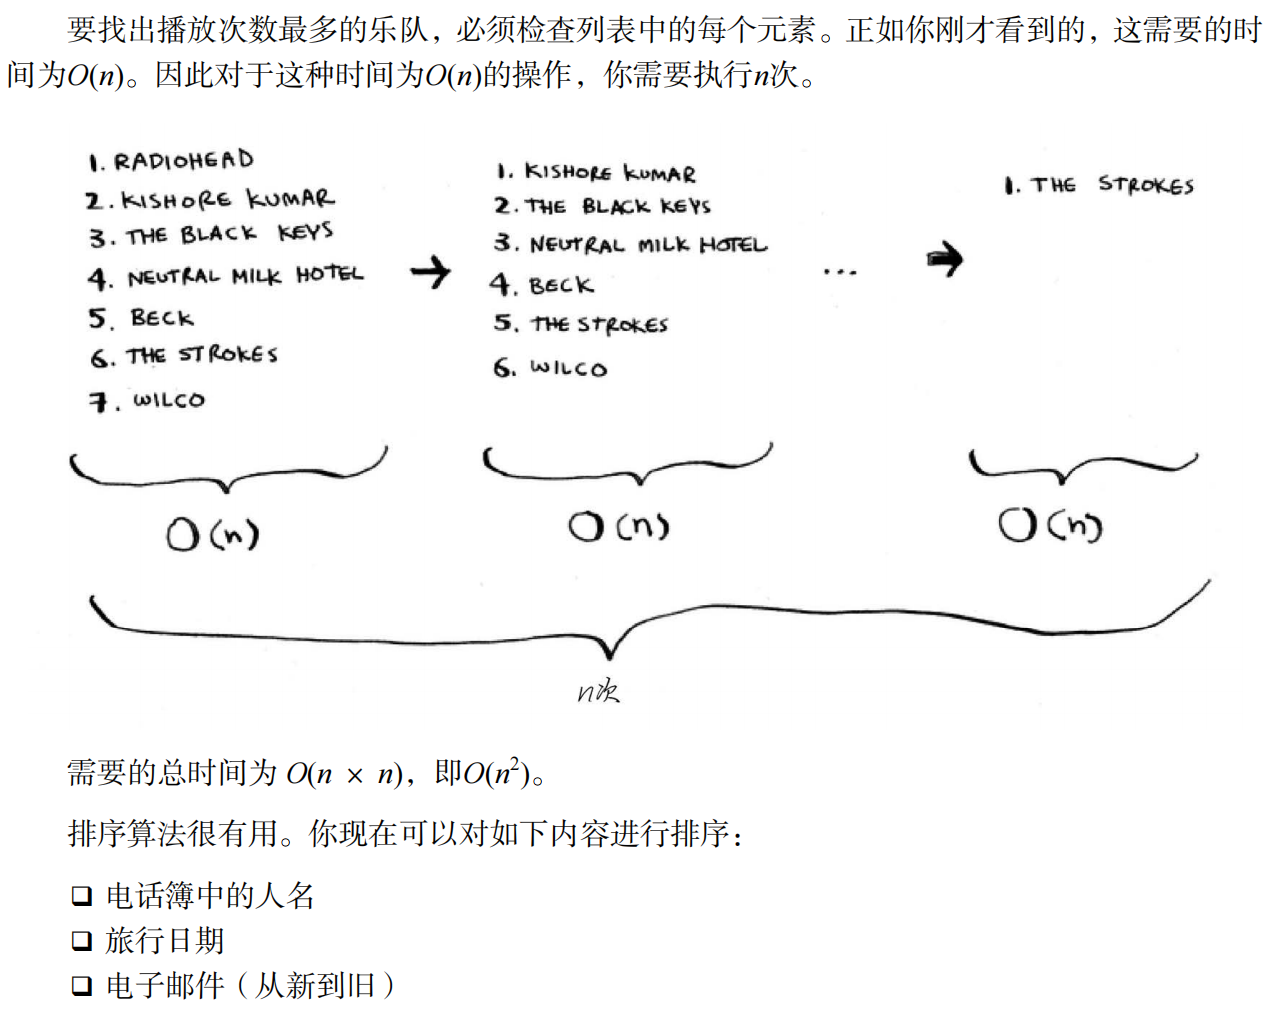 要找出播放次数最多的乐队，必须检查列表中的每个元素。正如你刚才看到的，这需要的时
间为O(n)。因此对于这种时间为O(n)的操作，你需要执行n次。
1. RADIOHEAD
2. KISHORE KUMAR
3. THE BLACK KEYS
4. NEUTRAL MILK HOTEL
5. BECK
6. THE STROKES
7. WILCO
1. KISHORE KUMAR
2. THE BLACK KEYS
3. NEUTRAL MILK HOTEL
4. BECK
5. THE STROKES
6. WILCO
...
1. THE STROKES
O(n)
O(n)
O(n)
n次
需要的总时间为 O(n × n)，即O(n²)。
排序算法很有用。你现在可以对如下内容进行排序：
❑ 电话簿中的人名
❑ 旅行日期
❑ 电子邮件（从新到旧）